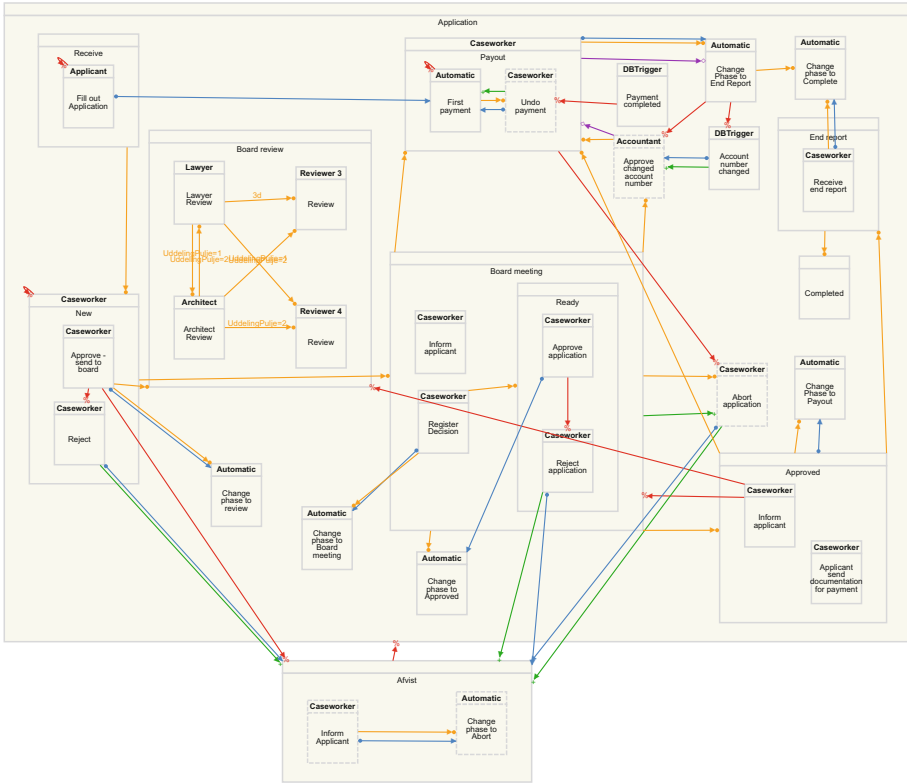 Application
Receive
Applicant
Fill out
Application
%
Caseworker
Payout
%
Automatic
First
payment
Caseworker
Undo
payment
%
DBTrigger
Payment
completed
Automatic
Change
Phase to
End Report
Automatic
Change
phase to
Complete
%
%
Accountant
Approve
changed
account
number
DBTrigger
Account
number
changed
End report
Caseworker
Receive
end report
Completed
Board review
Lawyer
Lawyer
Review
3d
Reviewer 3
Review
UddelingPulje=1
UddelingPulje=2
UddelingPulje=1
UddelingPulje=2
Architect
Architect
Review
UddelingPulje=2
Reviewer 4
Review
%
Caseworker
New
Caseworker
Approve -
send to
board
%
Caseworker
Reject
Automatic
Change
phase to
review
Board meeting
Caseworker
Inform
applicant
Caseworker
Register
Decision
Ready
Caseworker
Approve
application
%
Caseworker
Reject
application
%
%
Caseworker
Abort
application
Automatic
Change
Phase to
Payout
Automatic
Change
phase to
Board
meeting
Automatic
Change
phase to
Approved
%
Approved
Caseworker
Inform
applicant
Caseworker
Applicant
send
documentation
for payment
%
%
Afvist
Caseworker
Inform
Applicant
Automatic
Change
phase to
Abort